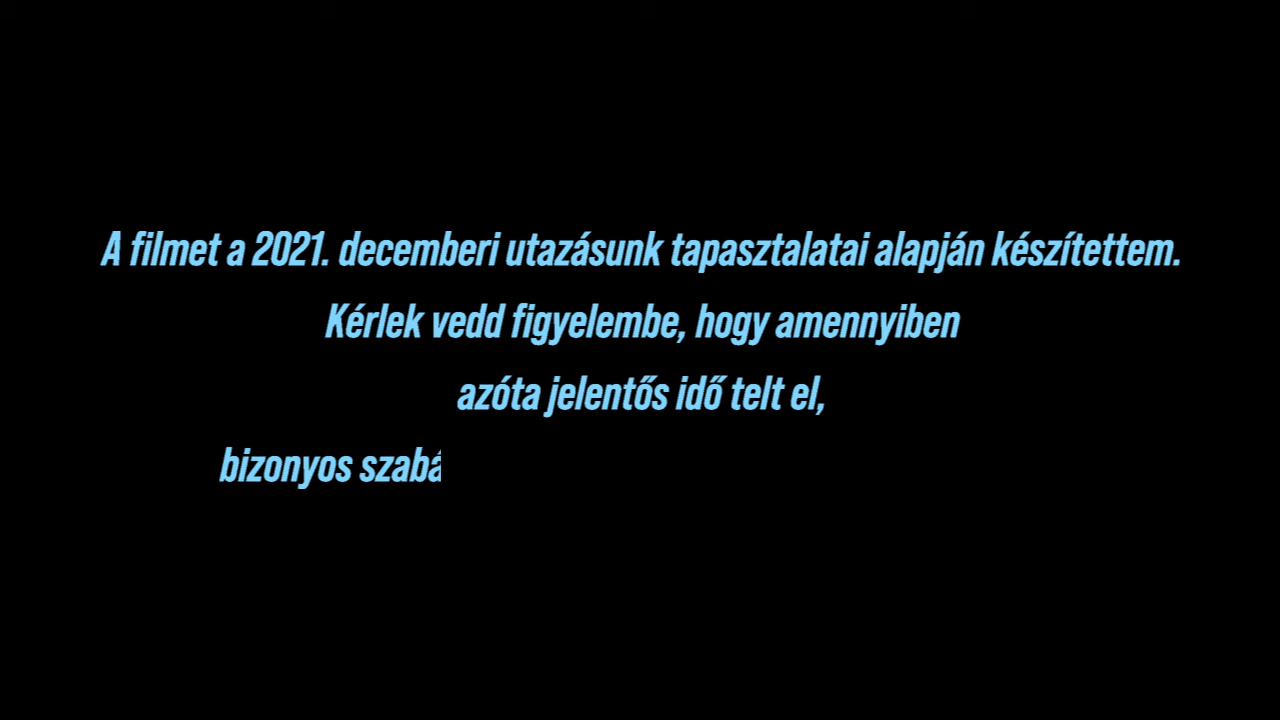 A filmet a 2021. decemberi utazásunk tapasztalatai alapján készítettem.
Kérlek vedd figyelembe, hogy amennyiben
azóta jelentős idő telt el,
bizonyos szabá